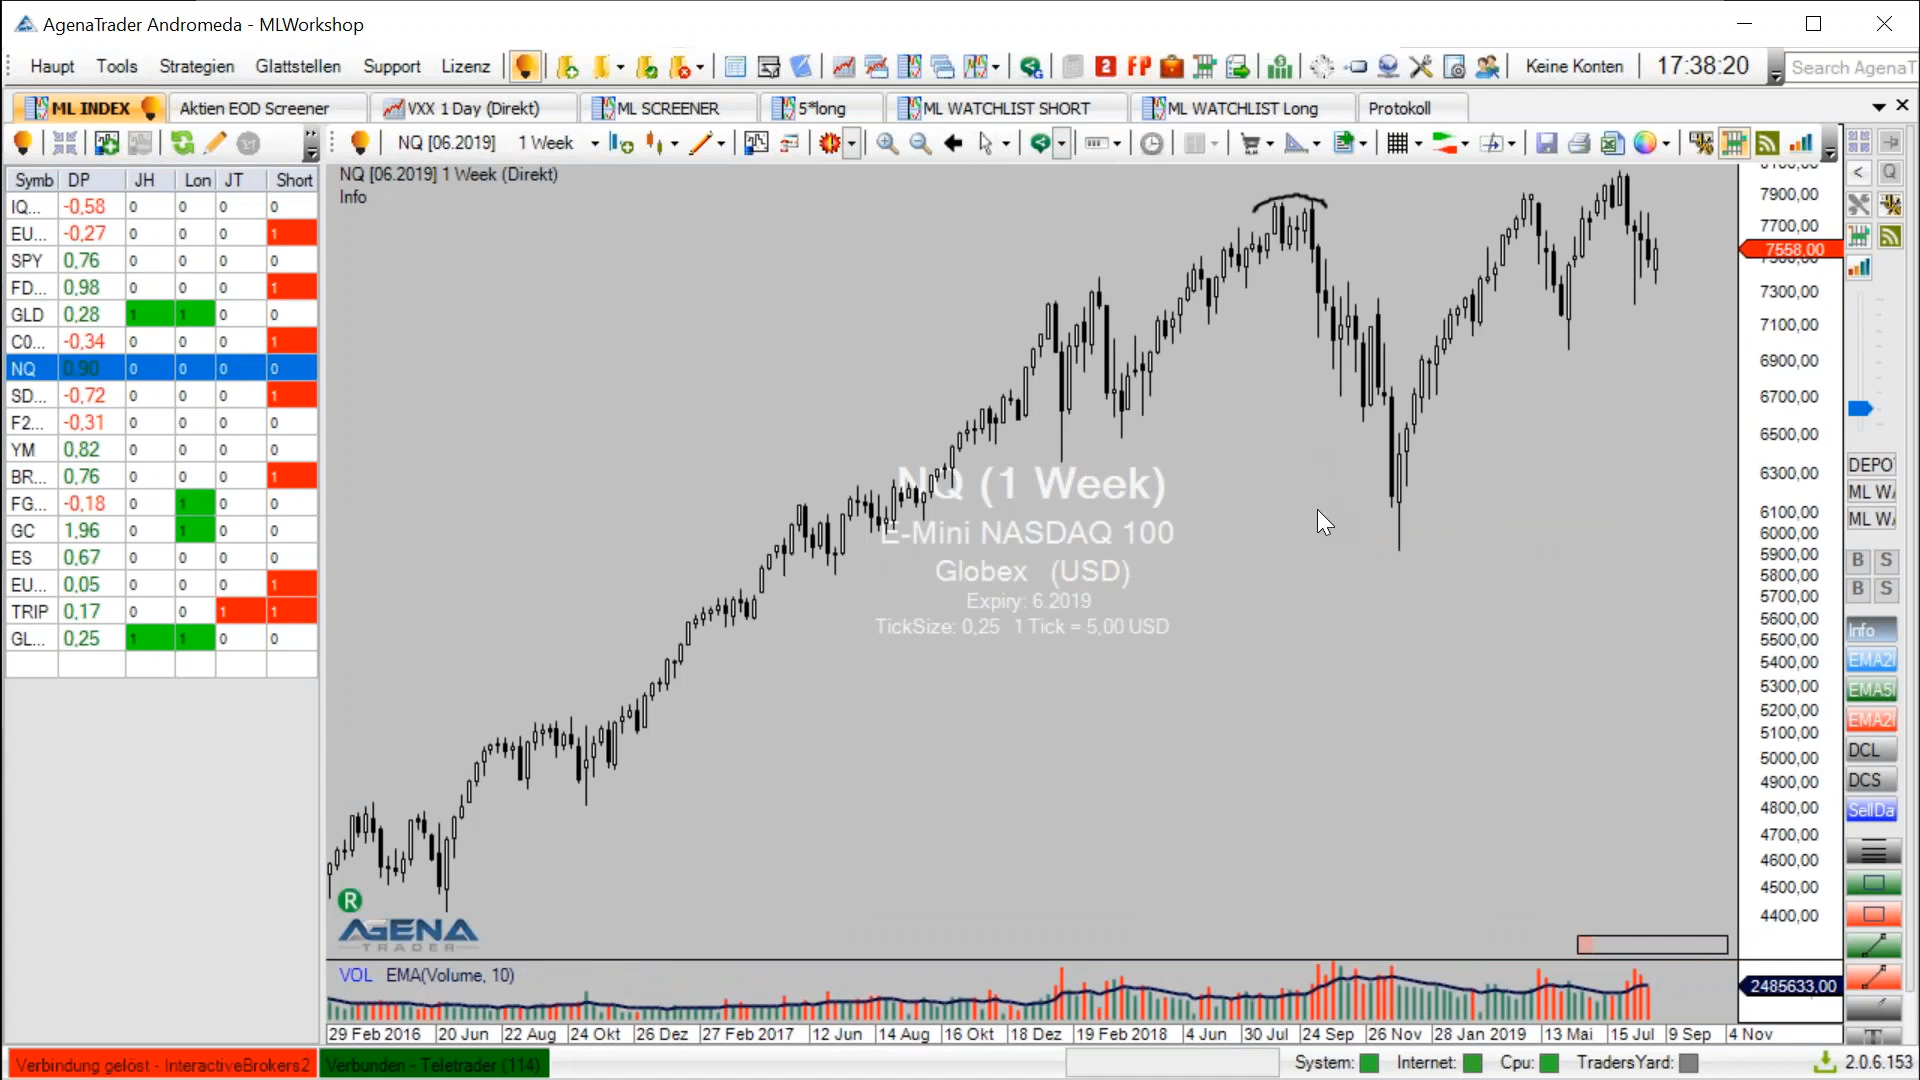 AgenaTrader Andromeda - MLWorkshop
Haupt Tools Strategien Glattstellen Support Lizenz 2 FP Keine Konten 17:38:20 Search AgenaT
ML INDEX Aktien EOD Screener VXX 1 Day (Direkt) ML SCREENER 5*long ML WATCHLIST SHORT ML WATCHLIST Long Protokoll
NQ [06.2019] 1 Week
Symb DP JH Lon JT Short
IQ... -0,58 0 0 0 0
EU... -0,27 0 0 0 1
SPY 0,76 0 0 0 0
FD... 0,98 0 0 0 1
GLD 0,28 1 1 0 0
C0... -0,34 0 0 0 1
NQ 0,90 0 0 0 0
SD... -0,72 0 0 0 1
F2... -0,31 0 0 0 0
YM 0,82 0 0 0 0
BR... 0,76 0 0 0 1
FG... -0,18 0 1 0 0
GC 1,96 0 1 0 0
ES 0,67 0 0 0 0
EU... 0,05 0 0 0 1
TRIP 0,17 0 0 1 1
GL... 0,25 1 1 0 0
NQ [06.2019] 1 Week (Direkt)
Info
NQ (1 Week)
E-Mini NASDAQ 100
Globex (USD)
Expiry: 6.2019
TickSize: 0,25 1 Tick = 5,00 USD
R
AGENA
TRADER
7900,00
7700,00
7558,00
7300,00
7100,00
6900,00
6700,00
6500,00
6300,00
6100,00
6000,00
5900,00
5800,00
5700,00
5600,00
5500,00
5400,00
5300,00
5200,00
5100,00
5000,00
4900,00
4800,00
4700,00
4600,00
4500,00
4400,00
< Q
DEPO
ML W
ML W
B S
B S
Info
EMA2
EMA5
EMA2
DCL
DCS
SellDa
T
VOL EMA(Volume, 10)
2485633,00
29 Feb 2016 20 Jun 22 Aug 24 Okt 26 Dez 27 Feb 2017 12 Jun 14 Aug 16 Okt 18 Dez 19 Feb 2018 4 Jun 30 Jul 24 Sep 26 Nov 28 Jan 2019 13 Mai 15 Jul 9 Sep 4 Nov
Verbindung gelöst - InteractiveBrokers2 Verbunden - Teletrader (114) System: Internet: Cpu: TradersYard: 2.0.6.153